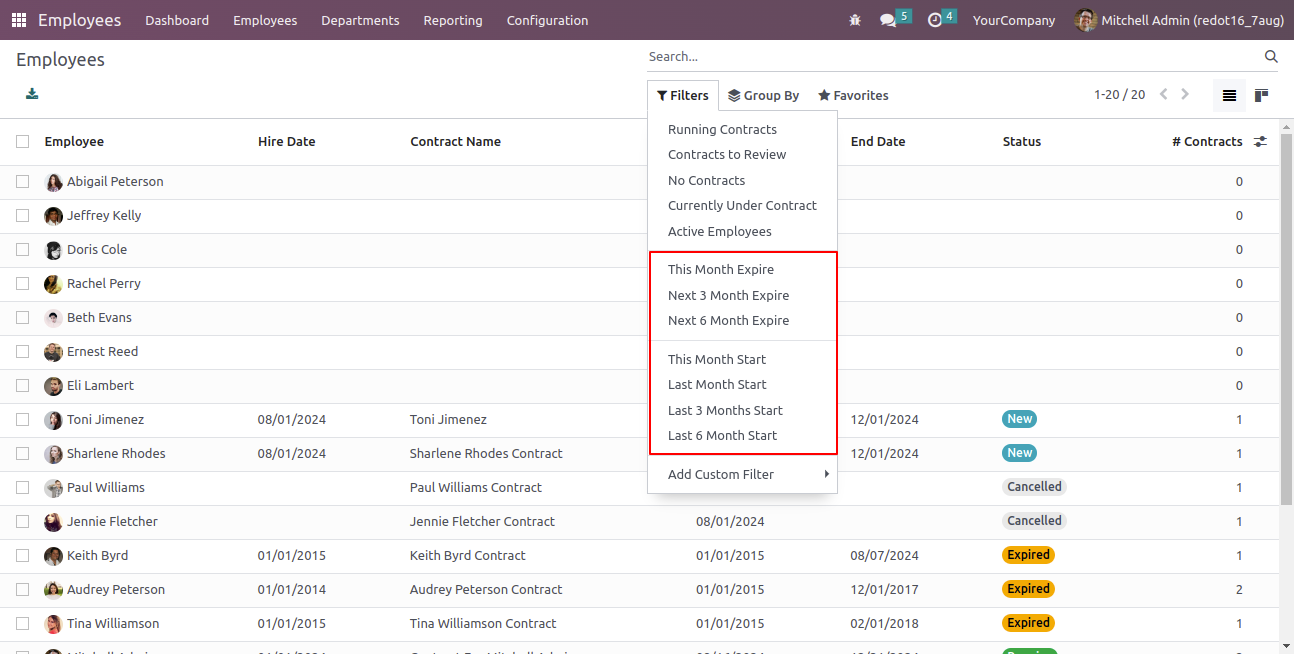 Employees Dashboard Employees Departments Reporting Configuration 5 4 YourCompany Mitchell Admin (redot16_7aug)
Employees Search...
Filters Group By Favorites 1-20 / 20
Employee Hire Date Contract Name End Date Status # Contracts
Running Contracts
Contracts to Review
No Contracts
Currently Under Contract
Active Employees
This Month Expire
Next 3 Month Expire
Next 6 Month Expire
This Month Start
Last Month Start
Last 3 Months Start
Last 6 Month Start
Add Custom Filter
Abigail Peterson 0
Jeffrey Kelly 0
Doris Cole 0
Rachel Perry 0
Beth Evans 0
Ernest Reed 0
Eli Lambert 0
Toni Jimenez 08/01/2024 Toni Jimenez 12/01/2024 New 1
Sharlene Rhodes 08/01/2024 Sharlene Rhodes Contract 12/01/2024 New 1
Paul Williams Paul Williams Contract Cancelled 1
Jennie Fletcher Jennie Fletcher Contract 08/01/2024 Cancelled 1
Keith Byrd 01/01/2015 Keith Byrd Contract 01/01/2015 08/07/2024 Expired 1
Audrey Peterson 01/01/2014 Audrey Peterson Contract 01/01/2015 12/01/2017 Expired 2
Tina Williamson 01/01/2015 Tina Williamson Contract 01/01/2015 02/01/2018 Expired 1